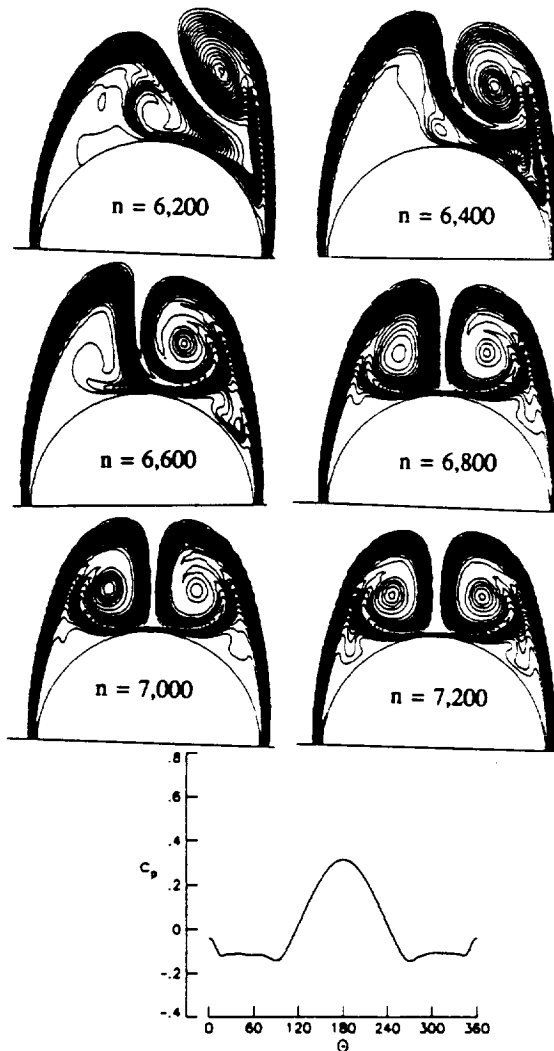 n = 6,200
n = 6,400
n = 6,600
n = 6,800
n = 7,000
n = 7,200
.8
.6
.4
Cp
.2
0
-.2
-.4
0 60 120 180 240 300 360
Θ